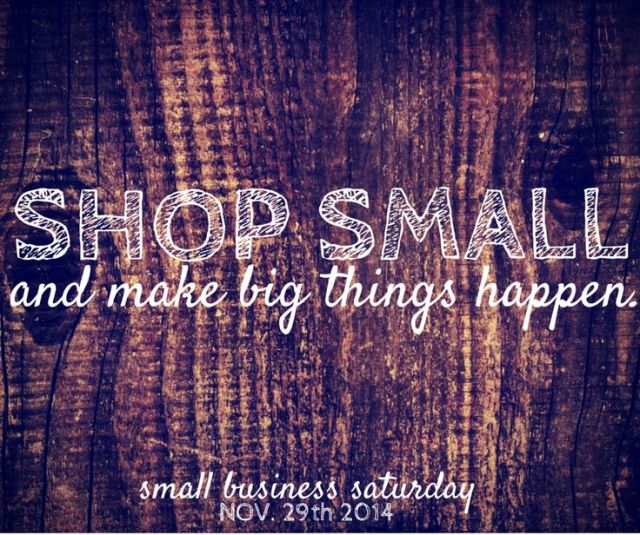 SHOP SMALL
and make big things happen.
small business saturday
NOV. 29th 2014